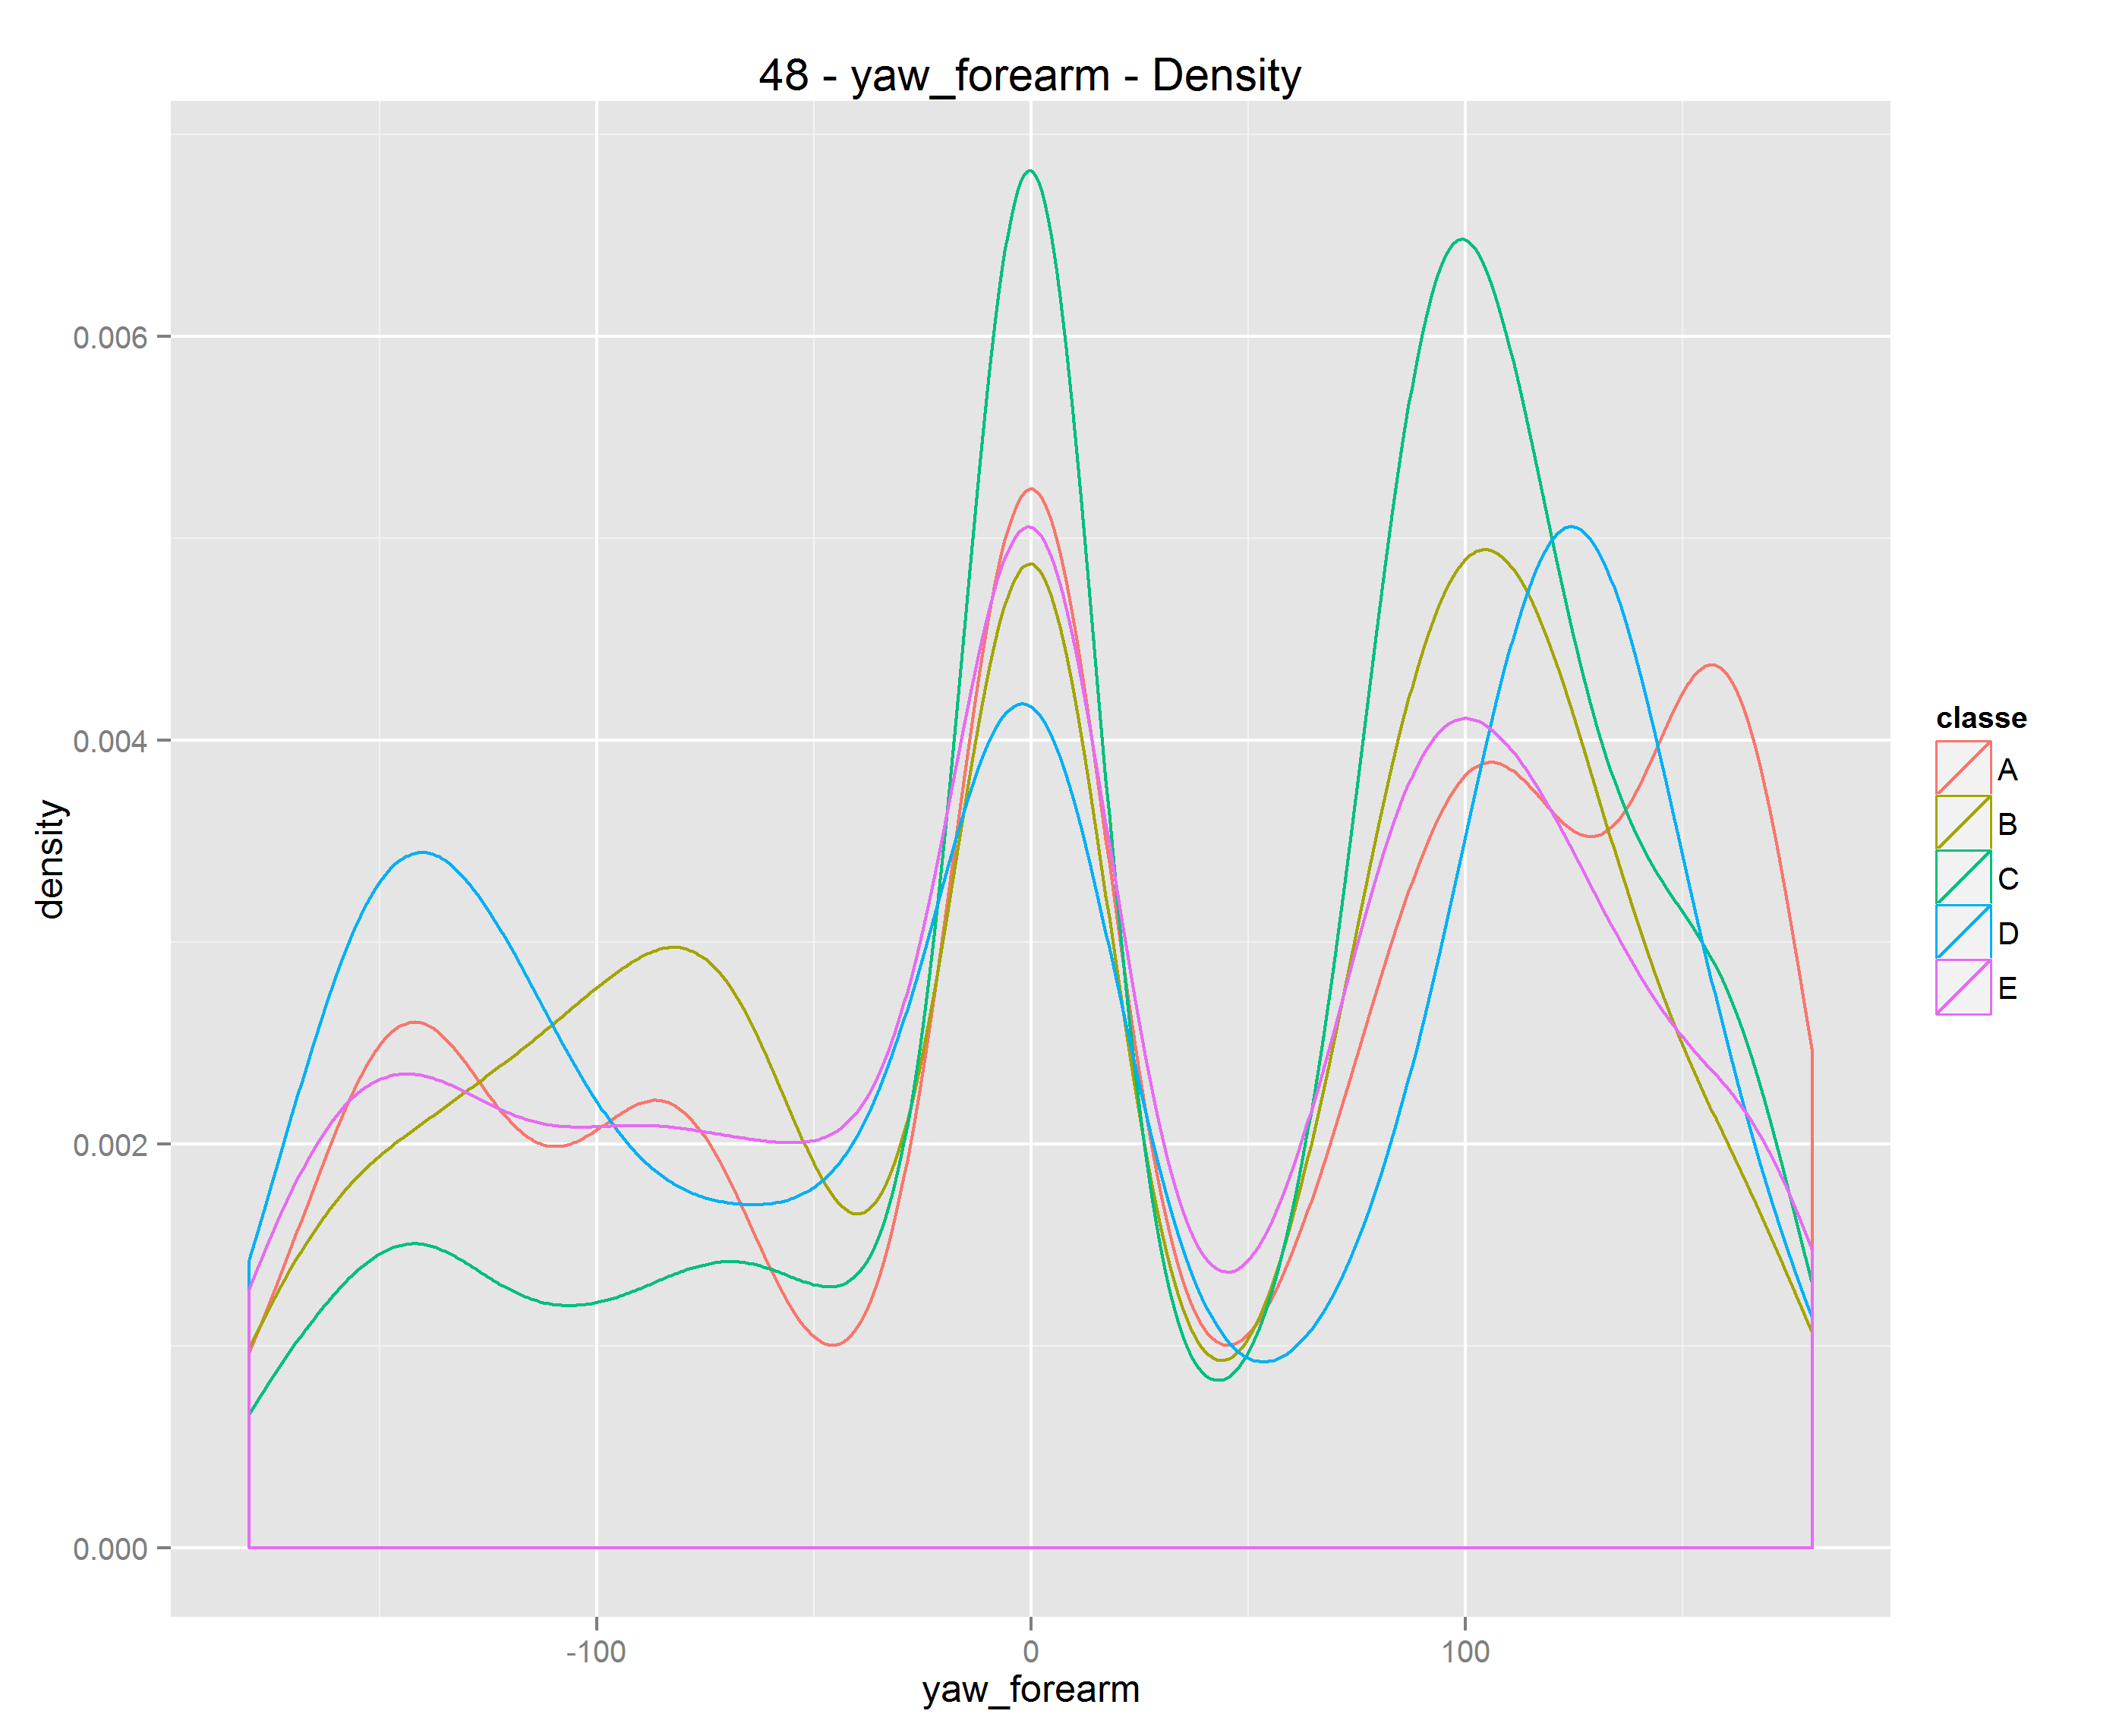 48 - yaw_forearm - Density
density
0.006
0.004
0.002
0.000
-100
0
100
yaw_forearm
classe
A
B
C
D
E